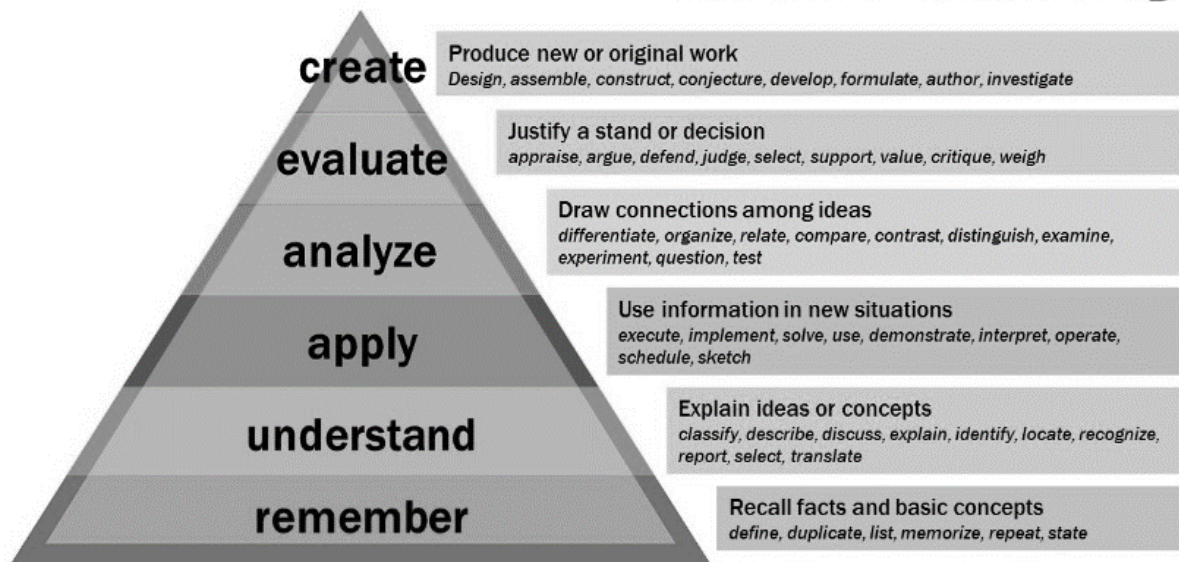 create
Produce new or original work
Design, assemble, construct, conjecture, develop, formulate, author, investigate
evaluate
Justify a stand or decision
appraise, argue, defend, judge, select, support, value, critique, weigh
analyze
Draw connections among ideas
differentiate, organize, relate, compare, contrast, distinguish, examine,
experiment, question, test
apply
Use information in new situations
execute, implement, solve, use, demonstrate, interpret, operate,
schedule, sketch
understand
Explain ideas or concepts
classify, describe, discuss, explain, identify, locate, recognize,
report, select, translate
remember
Recall facts and basic concepts
define, duplicate, list, memorize, repeat, state